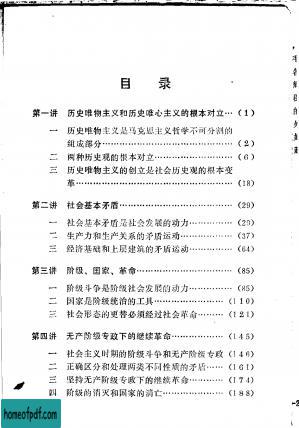 目 录
第一讲 历史唯物主义和历史唯心主义的根本对立…(1)
一 历史唯物主义是马克思主义哲学不可分割的
组成部分………………………………(2)
二 两种历史观的根本对立……………………(6)
三 历史唯物主义的创立是社会历史观的根本变
革………………………………………(18)
第二讲 社会基本矛盾………………………………(29)
一 社会基本矛盾是社会发展的动力…………(29)
二 生产力和生产关系的矛盾运动……………(37)
三 经济基础和上层建筑的矛盾运动…………(64)
第三讲 阶级、国家、革命…………………………(85)
一 阶级斗争是阶级社会发展的动力…………(85)
二 国家是阶级统治的工具……………………(110)
三 社会形态的更替必须经过社会革命………(121)
第四讲 无产阶级专政下的继续革命………………(145)
一 社会主义时期的阶级斗争和无产阶级专政 (146)
二 正确区分和处理两类不同性质的矛盾……(161)
三 坚持无产阶级专政下的继续革命…………(174)
四 阶级的消灭和国家的消亡…………………(188)
homeofpdf.com